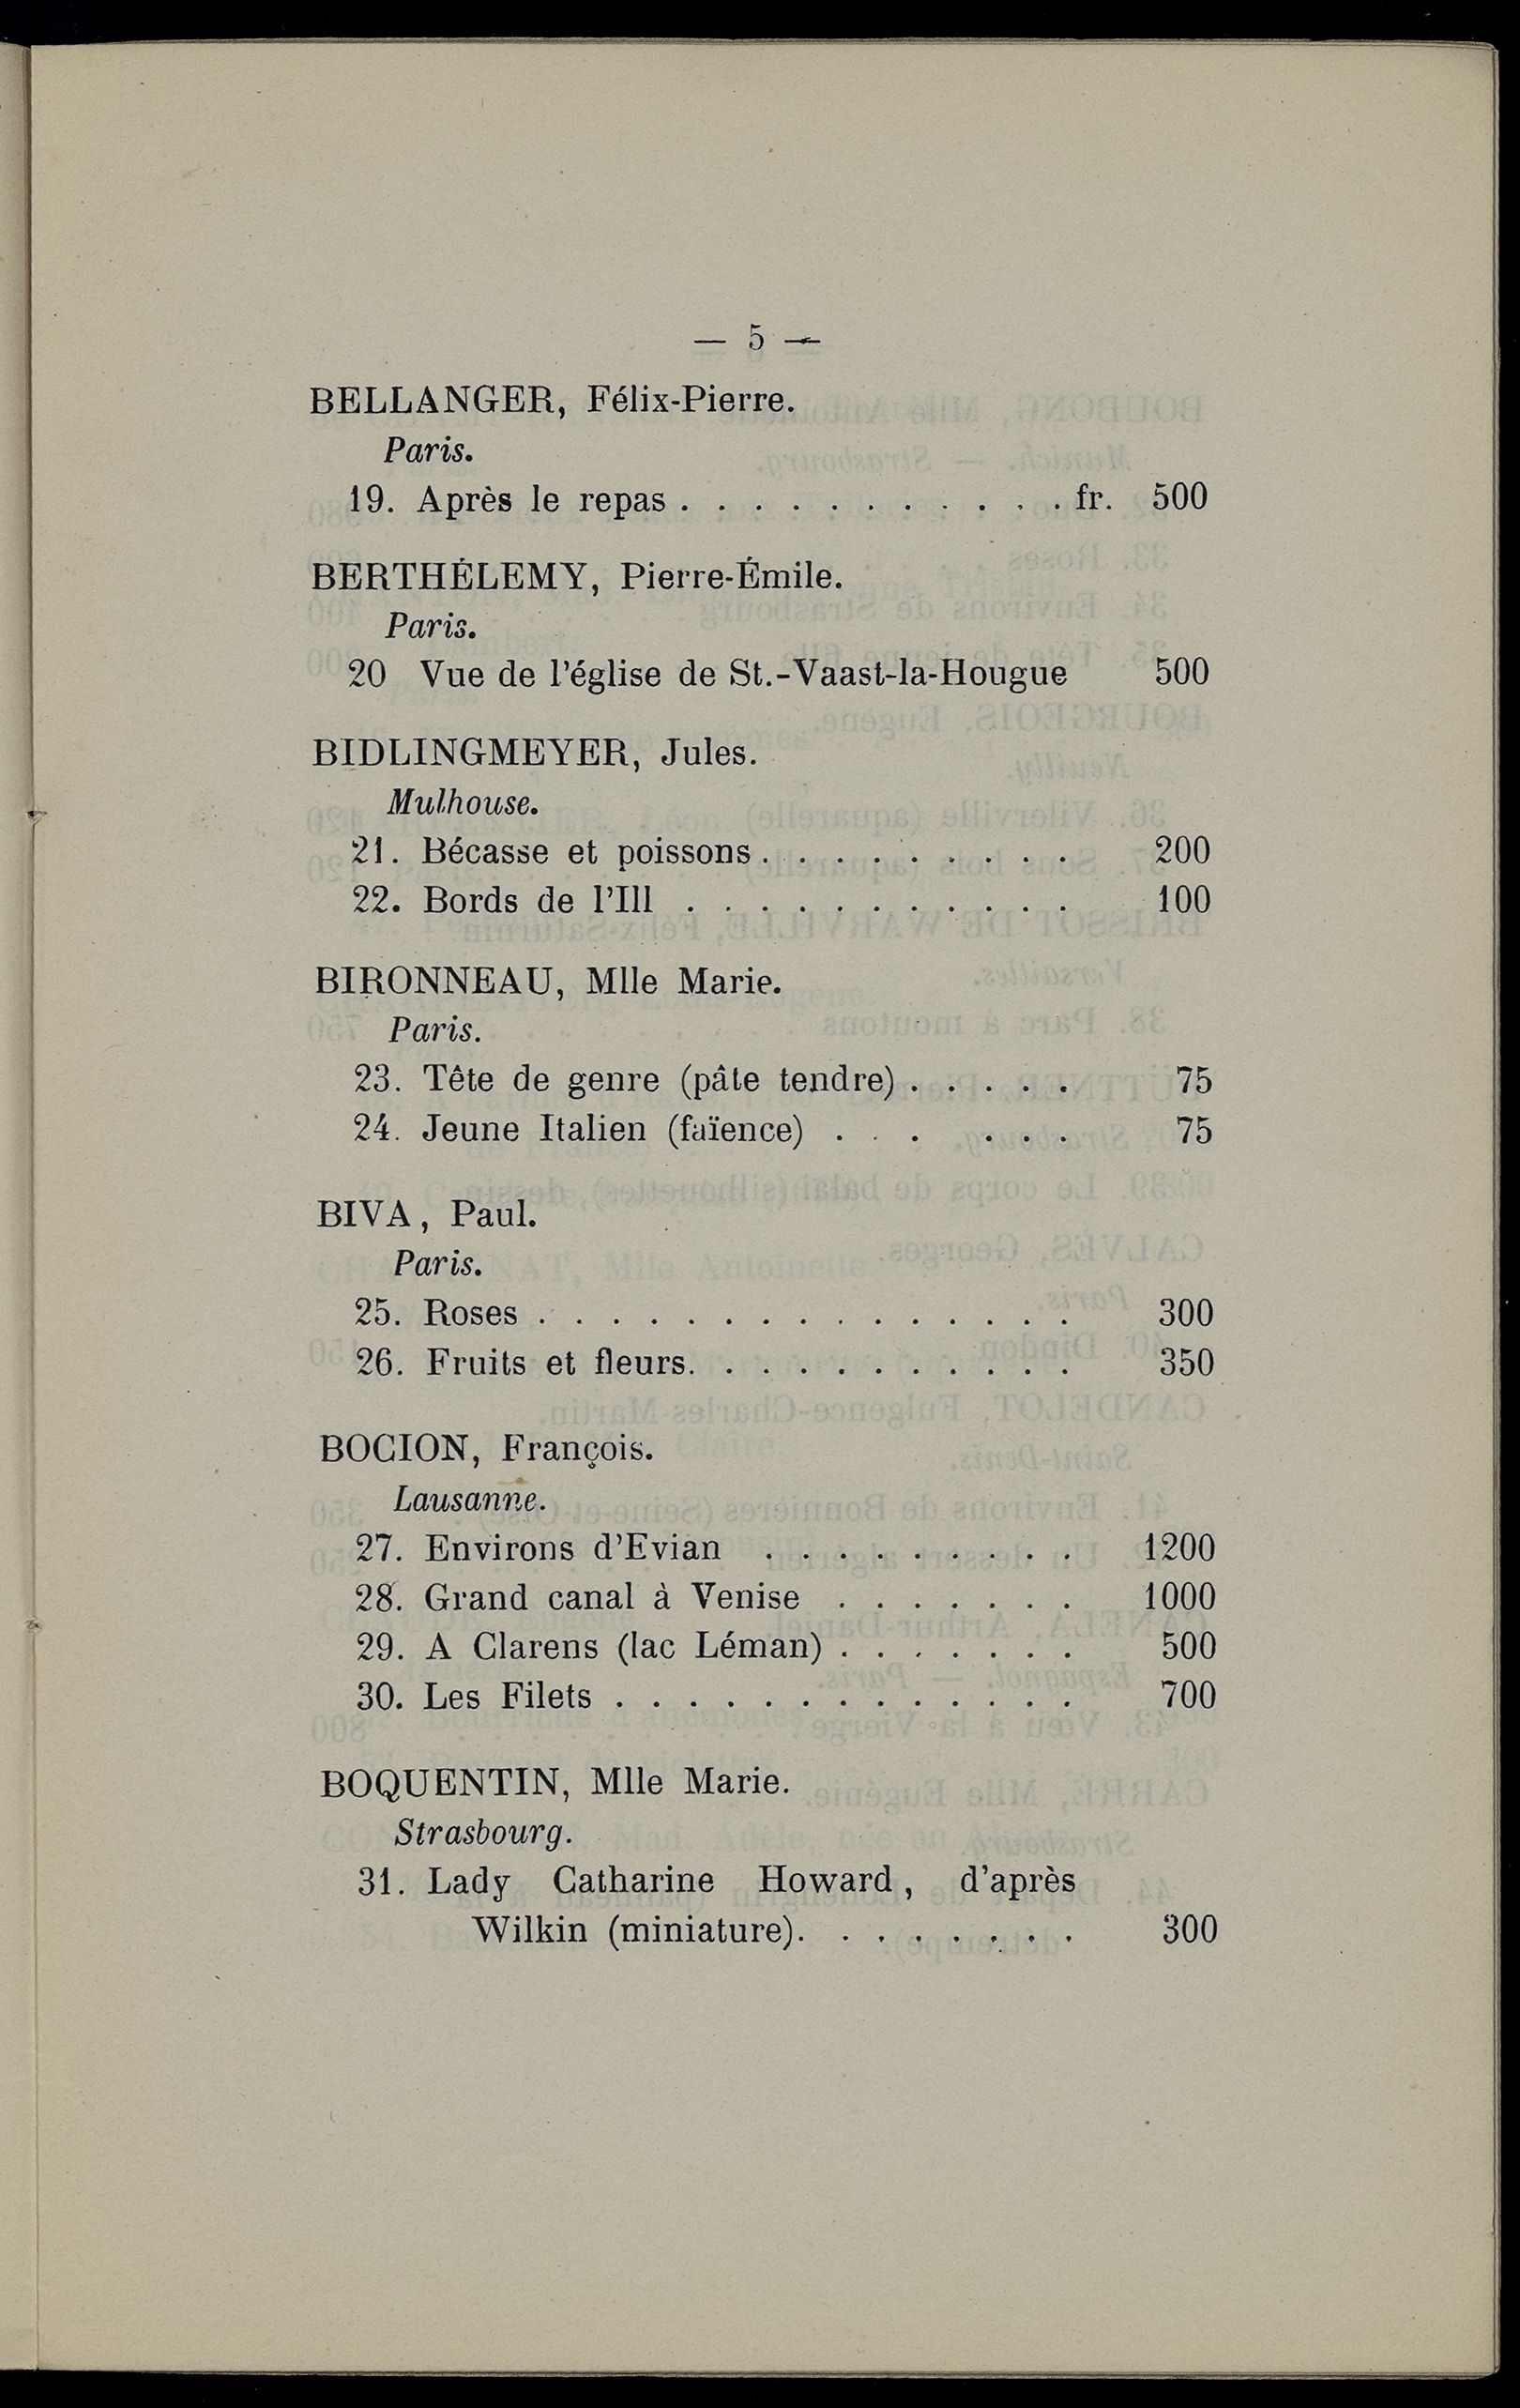 — 5 —
BELLANGER, Félix-Pierre.
Paris.
19. Après le repas . . . . . . . . . . . fr. 500
BERTHÉLEMY, Pierre-Émile.
Paris.
20 Vue de l'église de St.-Vaast-la-Hougue 500
BIDLINGMEYER, Jules.
Mulhouse.
21. Bécasse et poissons . . . . . . . . . 200
22. Bords de l'Ill . . . . . . . . . . . 100
BIRONNEAU, Mlle Marie.
Paris.
23. Tête de genre (pâte tendre) . . . . . 75
24. Jeune Italien (faïence) . . . . . . 75
BIVA, Paul.
Paris.
25. Roses . . . . . . . . . . . . . . . 300
26. Fruits et fleurs. . . . . . . . . . . 350
BOCION, François.
Lausanne.
27. Environs d'Evian . . . . . . . . . 1200
28. Grand canal à Venise . . . . . . . 1000
29. A Clarens (lac Léman) . . . . . . . 500
30. Les Filets . . . . . . . . . . . . . 700
BOQUENTIN, Mlle Marie.
Strasbourg.
31. Lady Catharine Howard, d'après
Wilkin (miniature). . . . . . . . 300